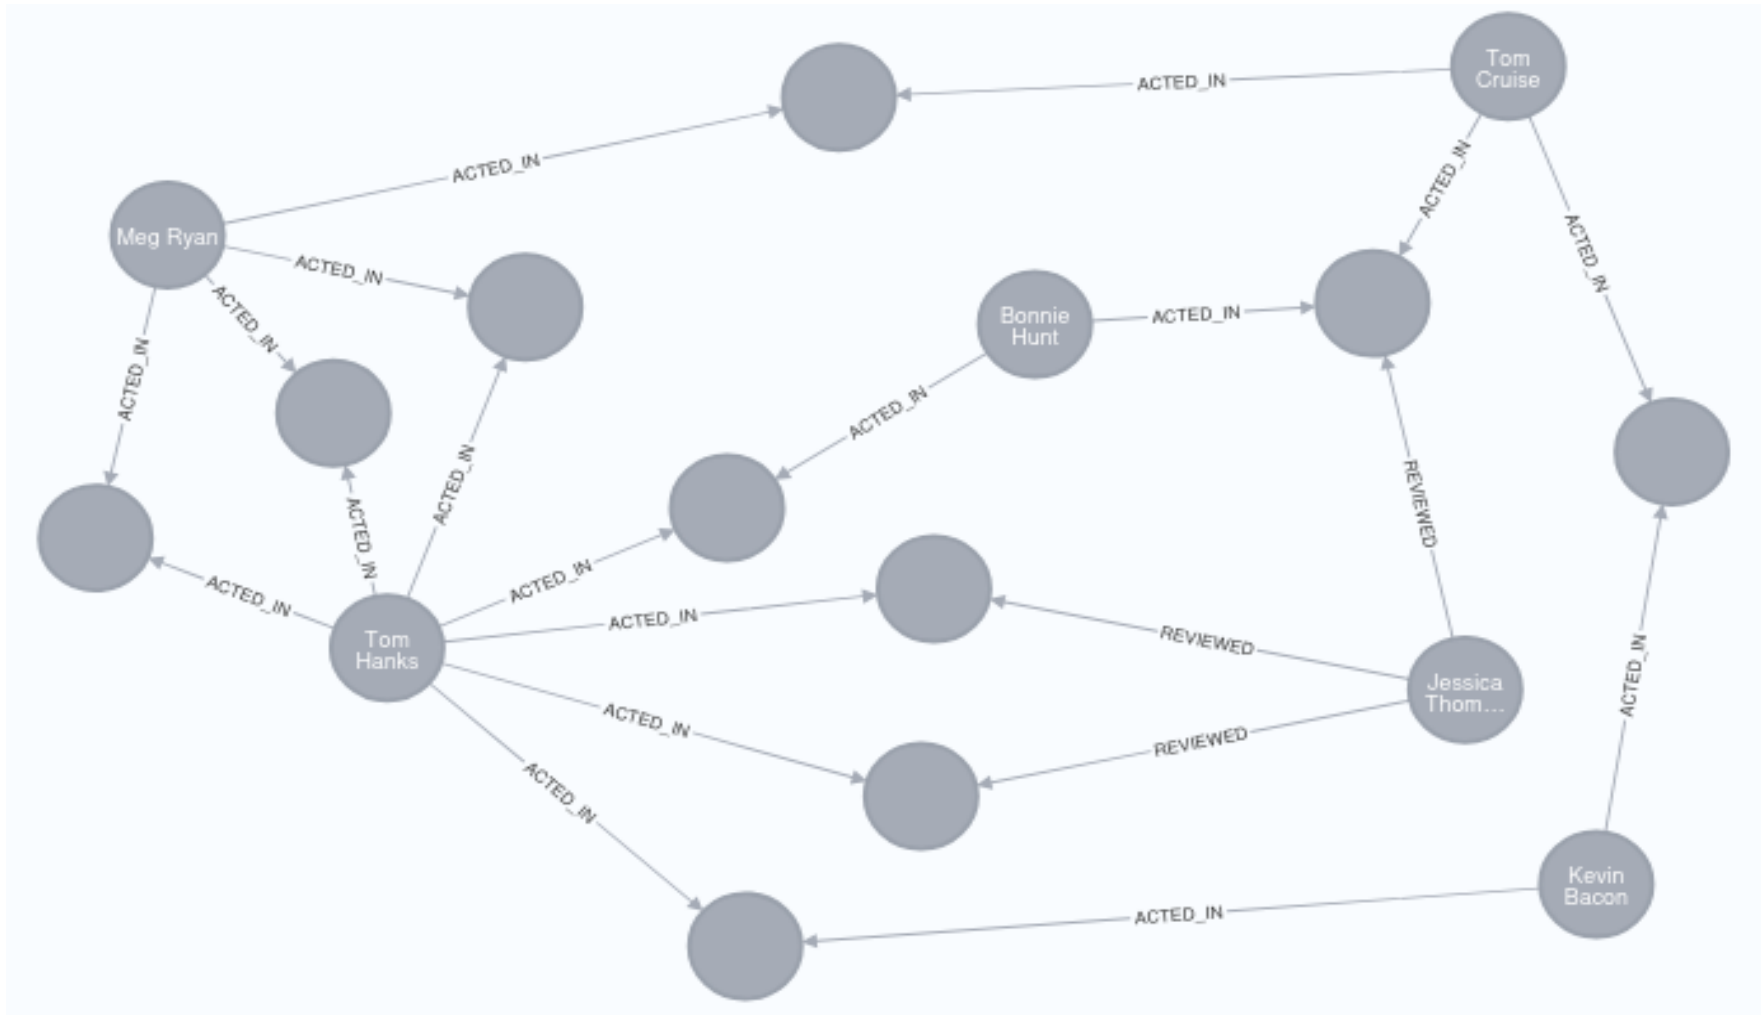 Tom
Cruise
ACTED_IN
ACTED_IN
ACTED_IN
ACTED_IN
Meg Ryan
ACTED_IN
ACTED_IN
ACTED_IN
Bonnie
Hunt
ACTED_IN
ACTED_IN
ACTED_IN
ACTED_IN
ACTED_IN
ACTED_IN
ACTED_IN
Tom
Hanks
ACTED_IN
ACTED_IN
REVIEWED
REVIEWED
REVIEWED
Jessica
Thom...
ACTED_IN
ACTED_IN
Kevin
Bacon